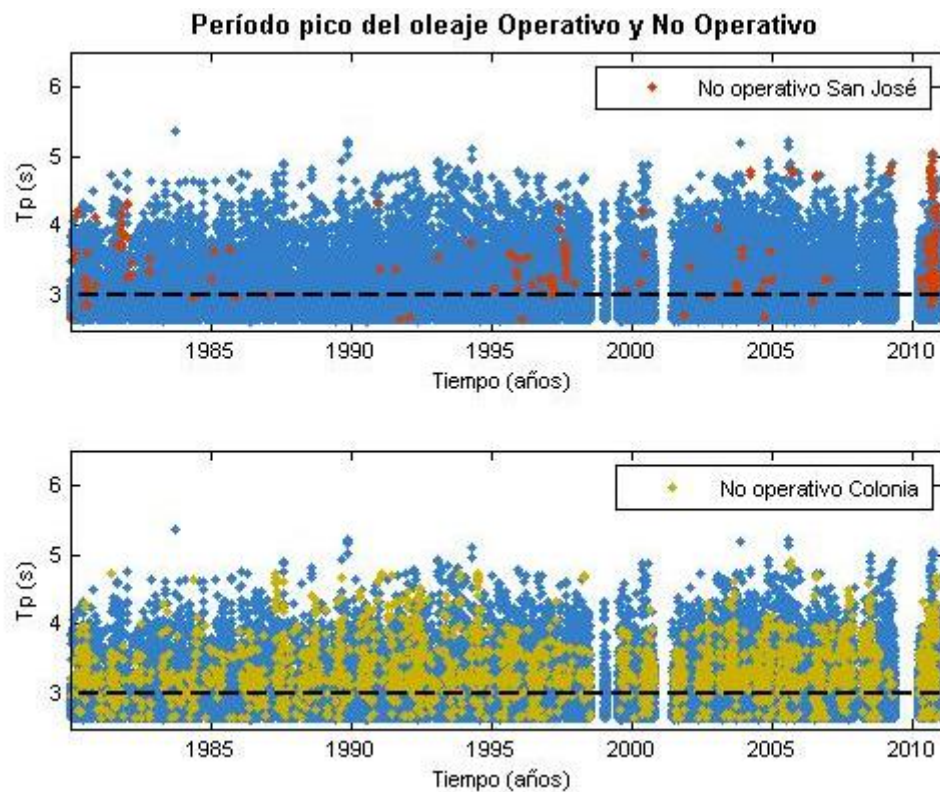 Período pico del oleaje Operativo y No Operativo
6
5
4
3
Tp (s)
No operativo San José
1985 1990 1995 2000 2005 2010
Tiempo (años)
6
5
4
3
Tp (s)
No operativo Colonia
1985 1990 1995 2000 2005 2010
Tiempo (años)